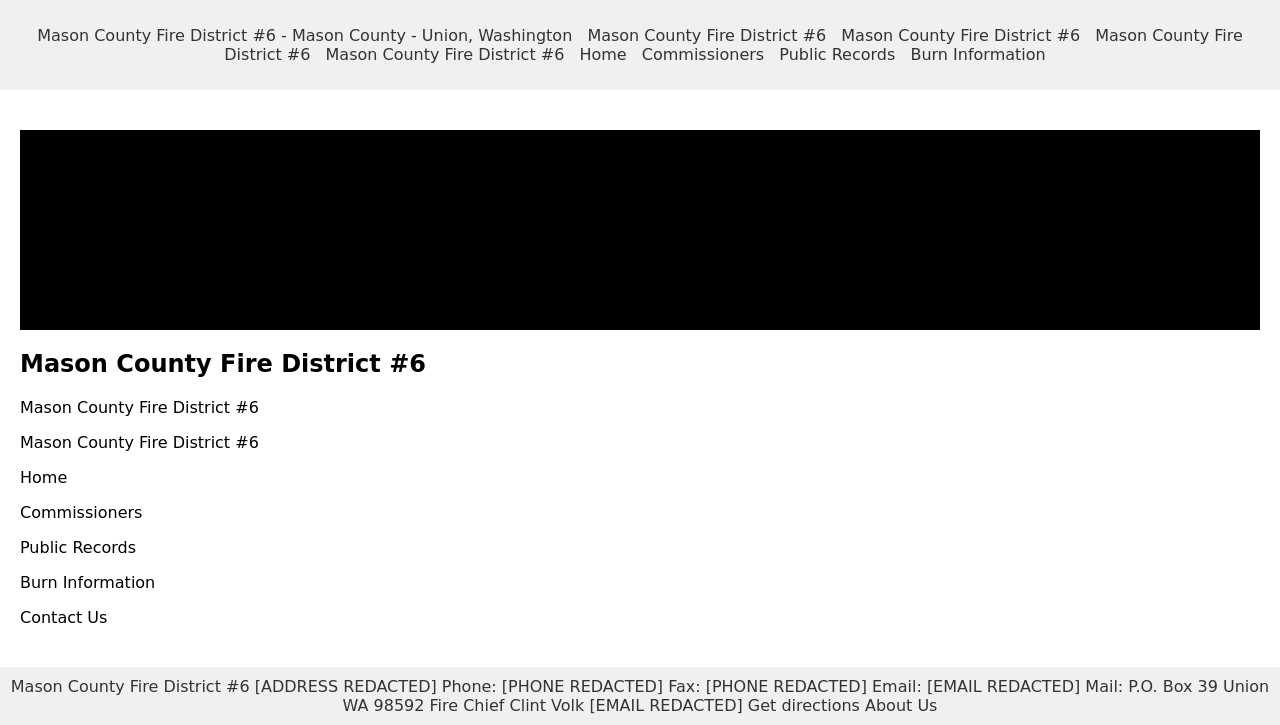 Mason County Fire District #6 - Mason County - Union, Washington Mason County Fire District #6 Mason County Fire District #6 Mason County Fire
District #6 Mason County Fire District #6 Home Commissioners Public Records Burn Information
Mason County Fire District #6
Mason County Fire District #6
Mason County Fire District #6
Home
Commissioners
Public Records
Burn Information
Contact Us
Mason County Fire District #6 [ADDRESS REDACTED] Phone: [PHONE REDACTED] Fax: [PHONE REDACTED] Email: [EMAIL REDACTED] Mail: P.O. Box 39 Union
WA 98592 Fire Chief Clint Volk [EMAIL REDACTED] Get directions About Us